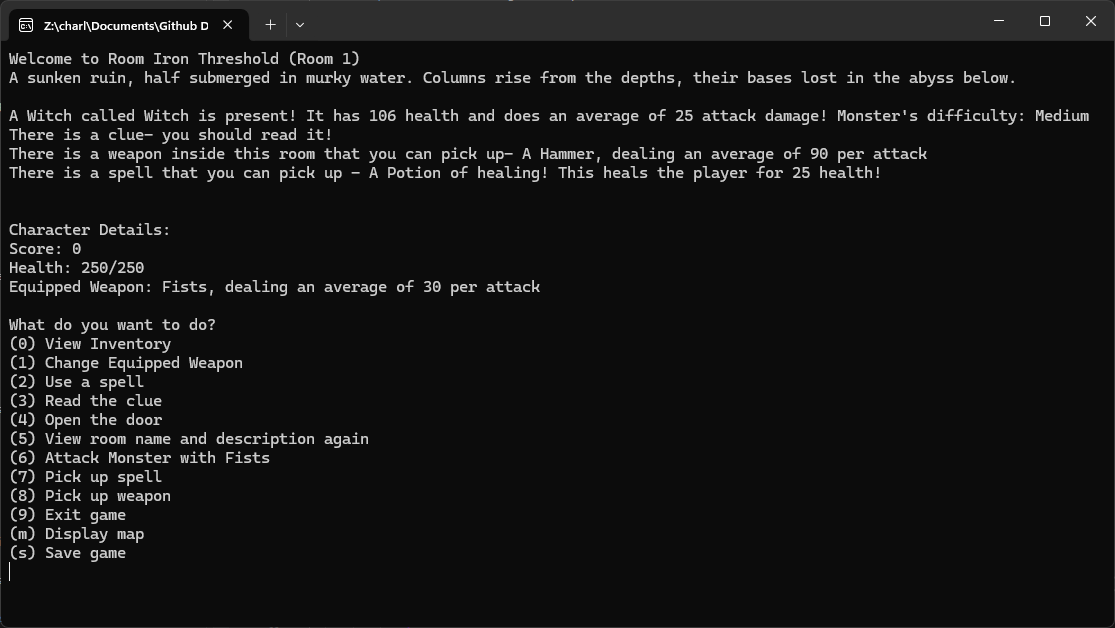 Z:\charl\Documents\Github D
Welcome to Room Iron Threshold (Room 1)
A sunken ruin, half submerged in murky water. Columns rise from the depths, their bases lost in the abyss below.
A Witch called Witch is present! It has 106 health and does an average of 25 attack damage! Monster's difficulty: Medium
There is a clue- you should read it!
There is a weapon inside this room that you can pick up- A Hammer, dealing an average of 90 per attack
There is a spell that you can pick up - A Potion of healing! This heals the player for 25 health!
Character Details:
Score: 0
Health: 250/250
Equipped Weapon: Fists, dealing an average of 30 per attack
What do you want to do?
(0) View Inventory
(1) Change Equipped Weapon
(2) Use a spell
(3) Read the clue
(4) Open the door
(5) View room name and description again
(6) Attack Monster with Fists
(7) Pick up spell
(8) Pick up weapon
(9) Exit game
(m) Display map
(s) Save game